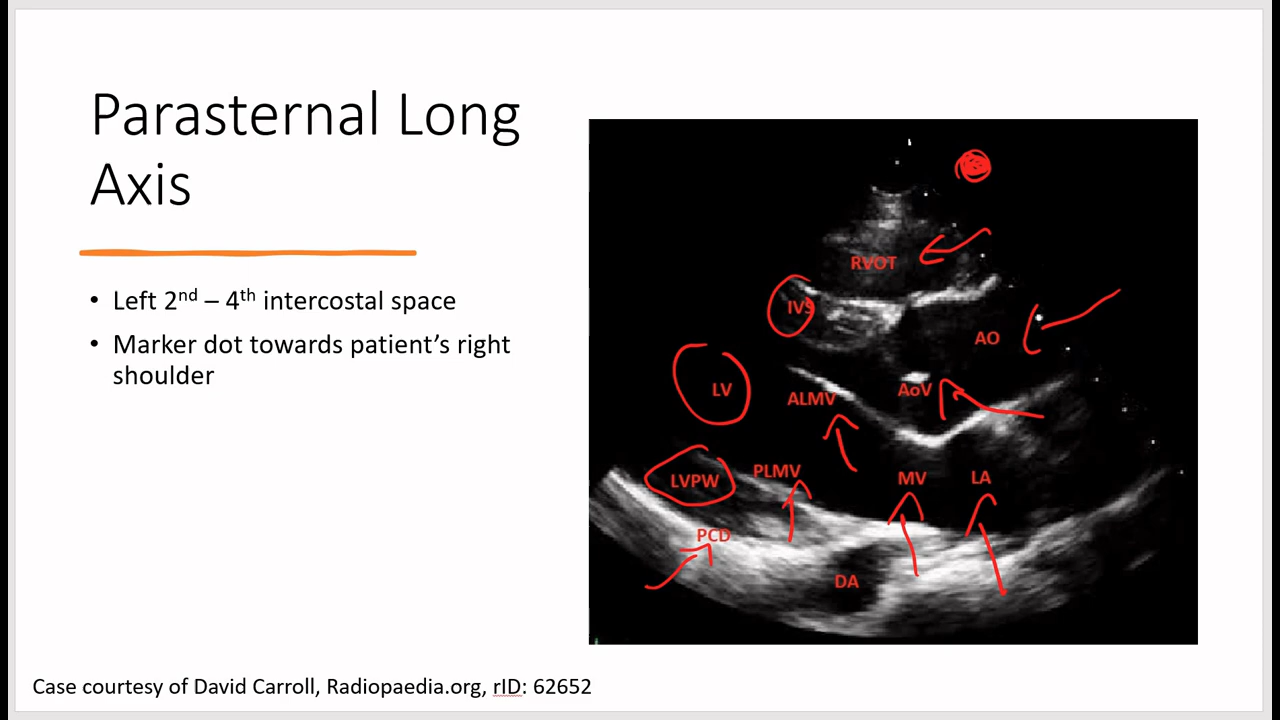 Parasternal Long
Axis
• Left 2nd – 4th intercostal space
• Marker dot towards patient’s right
shoulder
RVOT
IVS
AO
LV
ALMV
AoV
LVPW
PLMV
MV
LA
PCD
DA
Case courtesy of David Carroll, Radiopaedia.org, rID: 62652